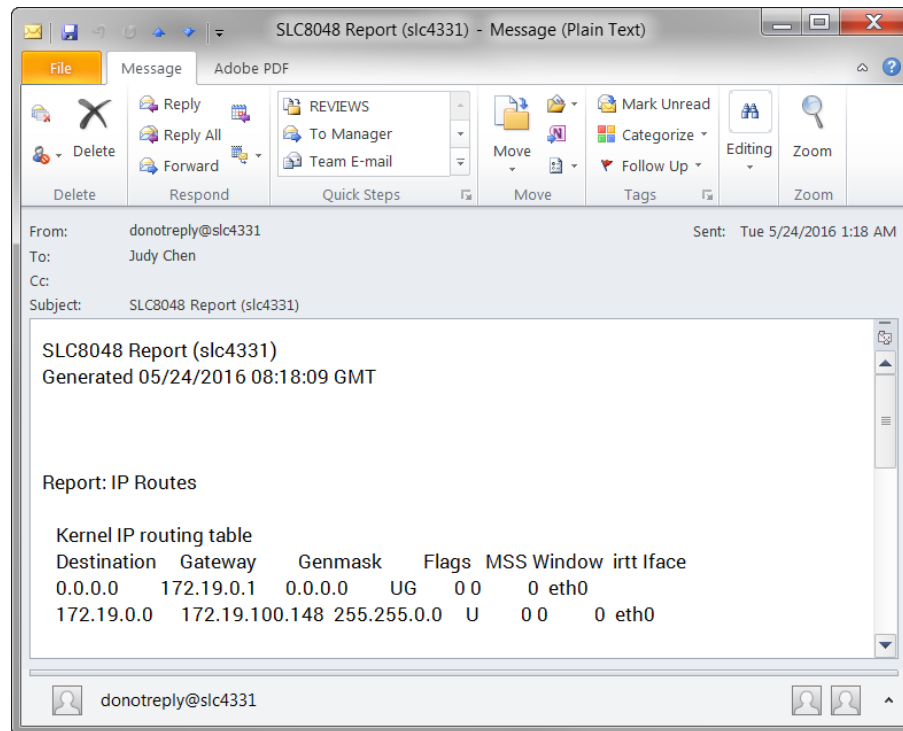 SLC8048 Report (slc4331) - Message (Plain Text)
File Message Adobe PDF
Delete
Reply
Reply All
Forward
REVIEWS
To Manager
Team E-mail
Move
Mark Unread
Categorize
Follow Up
Editing
Zoom
Delete Respond Quick Steps Move Tags Zoom
From: donotreply@slc4331 Sent: Tue 5/24/2016 1:18 AM
To: Judy Chen
Cc:
Subject: SLC8048 Report (slc4331)
SLC8048 Report (slc4331)
Generated 05/24/2016 08:18:09 GMT
Report: IP Routes
Kernel IP routing table
Destination Gateway Genmask Flags MSS Window irtt Iface
0.0.0.0 172.19.0.1 0.0.0.0 UG 0 0 0 eth0
172.19.0.0 172.19.100.148 255.255.0.0 U 0 0 0 eth0
donotreply@slc4331